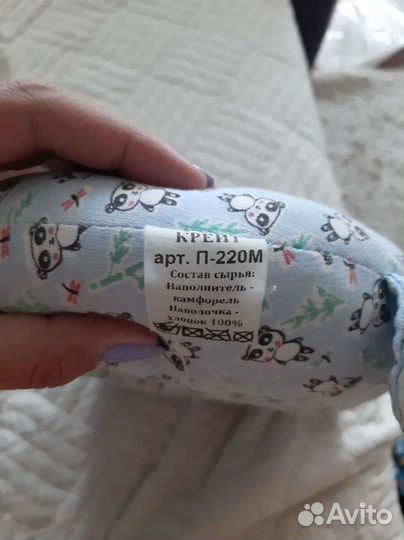 КРЕЙТ
арт. П-220М
Состав сырья:
Наполнитель -
камфорель
Наволочка -
хлопок 100%
Avito